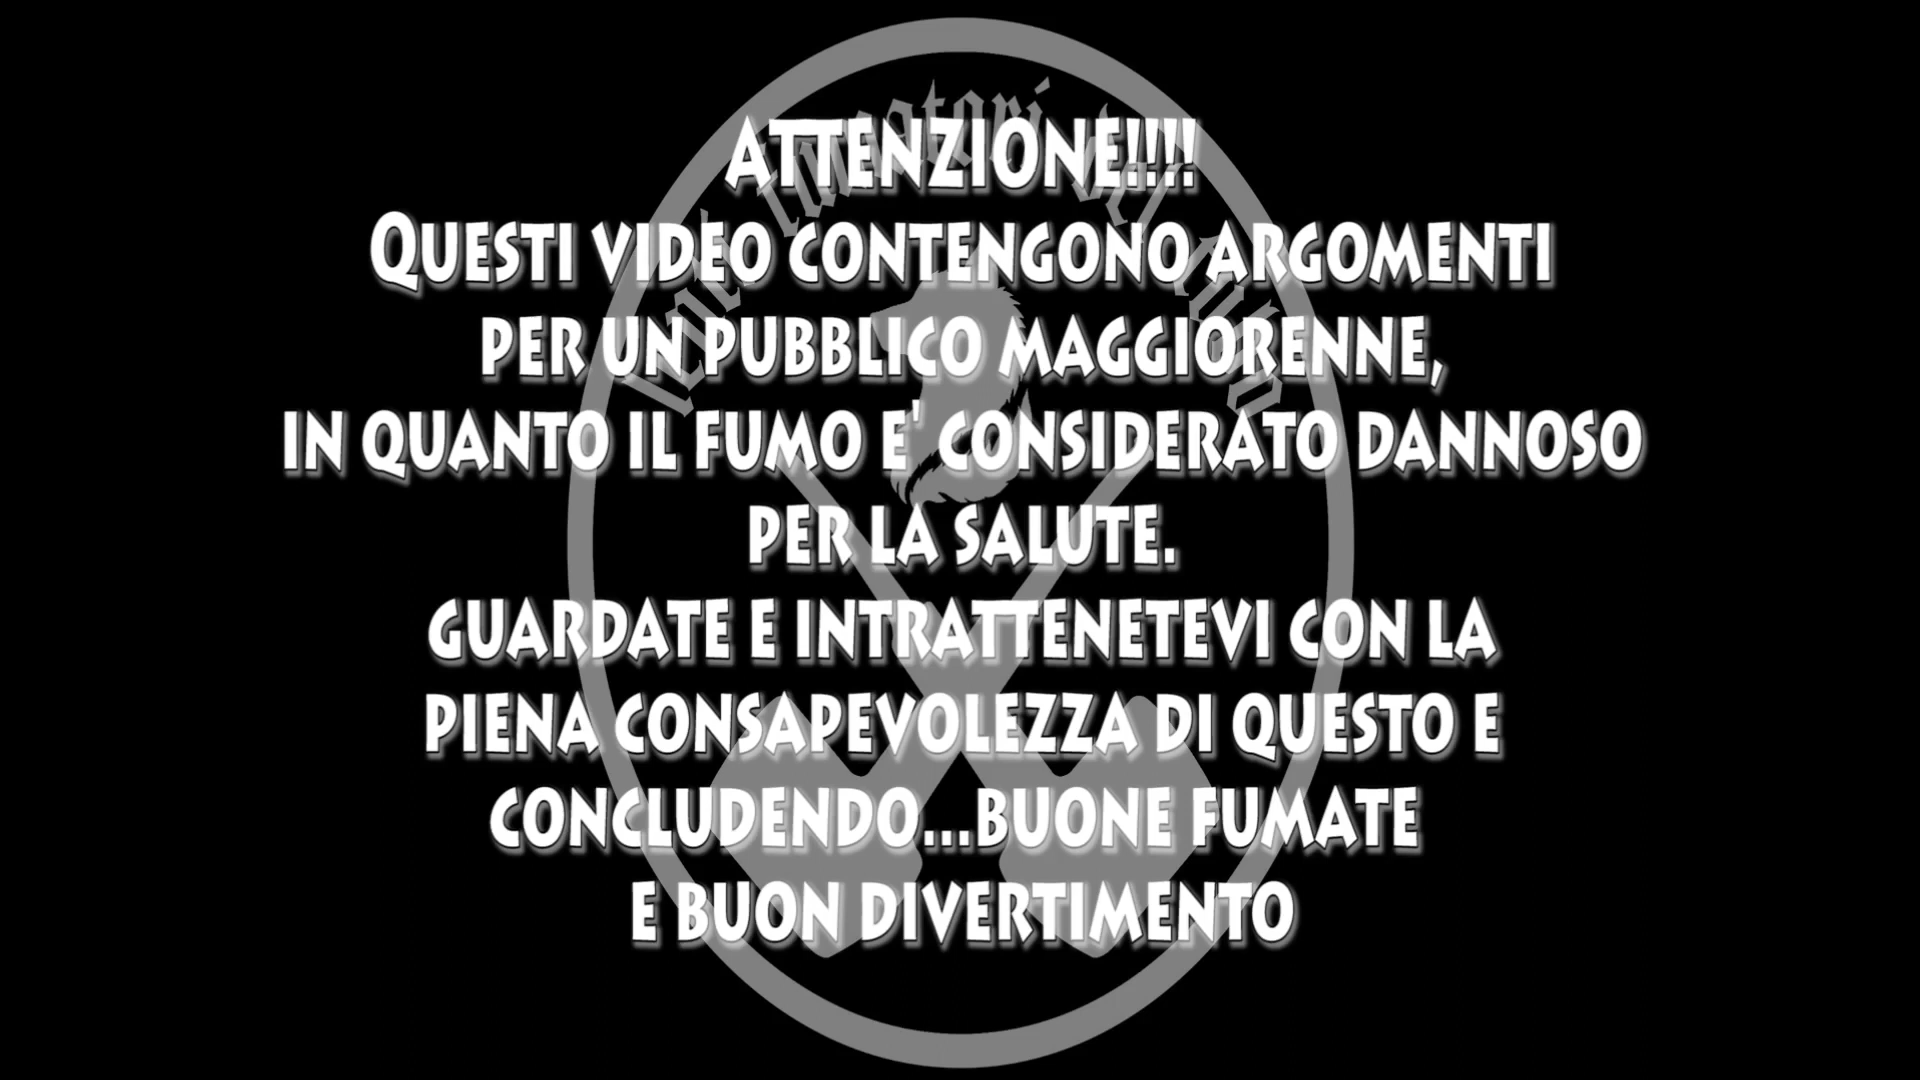 ATTENZIONE!!!!
QUESTI VIDEO CONTENGONO ARGOMENTI
PER UN PUBBLICO MAGGIORENNE,
IN QUANTO IL FUMO E' CONSIDERATO DANNOSO
PER LA SALUTE.
GUARDATE E INTRATTENETEVI CON LA
PIENA CONSAPEVOLEZZA DI QUESTO E
CONCLUDENDO...BUONE FUMATE
E BUON DIVERTIMENTO